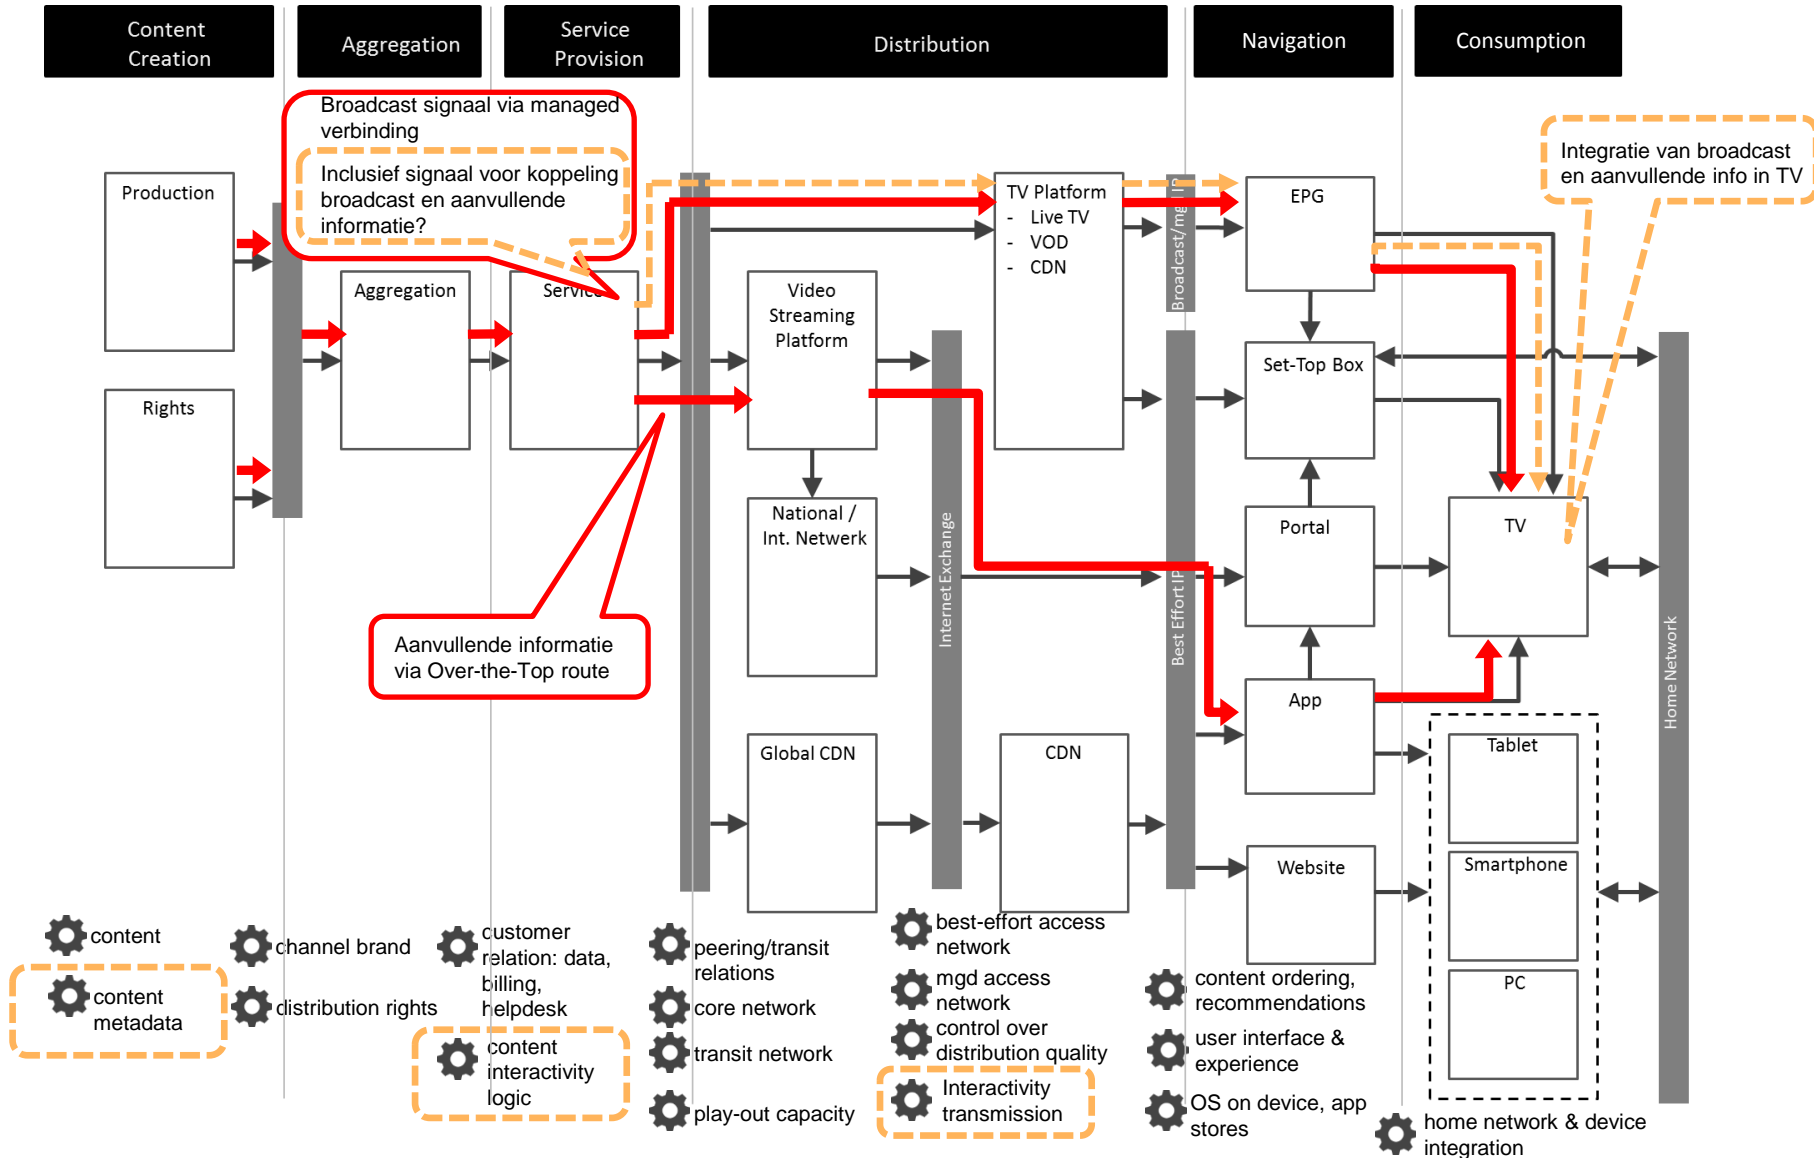 Content
Creation
Aggregation
Service
Provision
Distribution
Navigation
Consumption
Broadcast signaal via managed
verbinding
Inclusief signaal voor koppeling
broadcast en aanvullende
informatie?
Integratie van broadcast
en aanvullende info in TV
Production
Rights
Aggregation
Service
Video
Streaming
Platform
TV Platform
- Live TV
- VOD
- CDN
Broadcast/mgd IP
EPG
Set-Top Box
National /
Int. Netwerk
Internet Exchange
Best Effort IP
Portal
TV
Home Network
Aanvullende informatie
via Over-the-Top route
App
Global CDN
CDN
Tablet
Smartphone
Website
PC
content
content
metadata
channel brand
distribution rights
customer
relation: data,
billing,
helpdesk
content
interactivity
logic
peering/transit
relations
core network
transit network
play-out capacity
best-effort access
network
mgd access
network
control over
distribution quality
Interactivity
transmission
content ordering,
recommendations
user interface &
experience
OS on device, app
stores
home network & device
integration